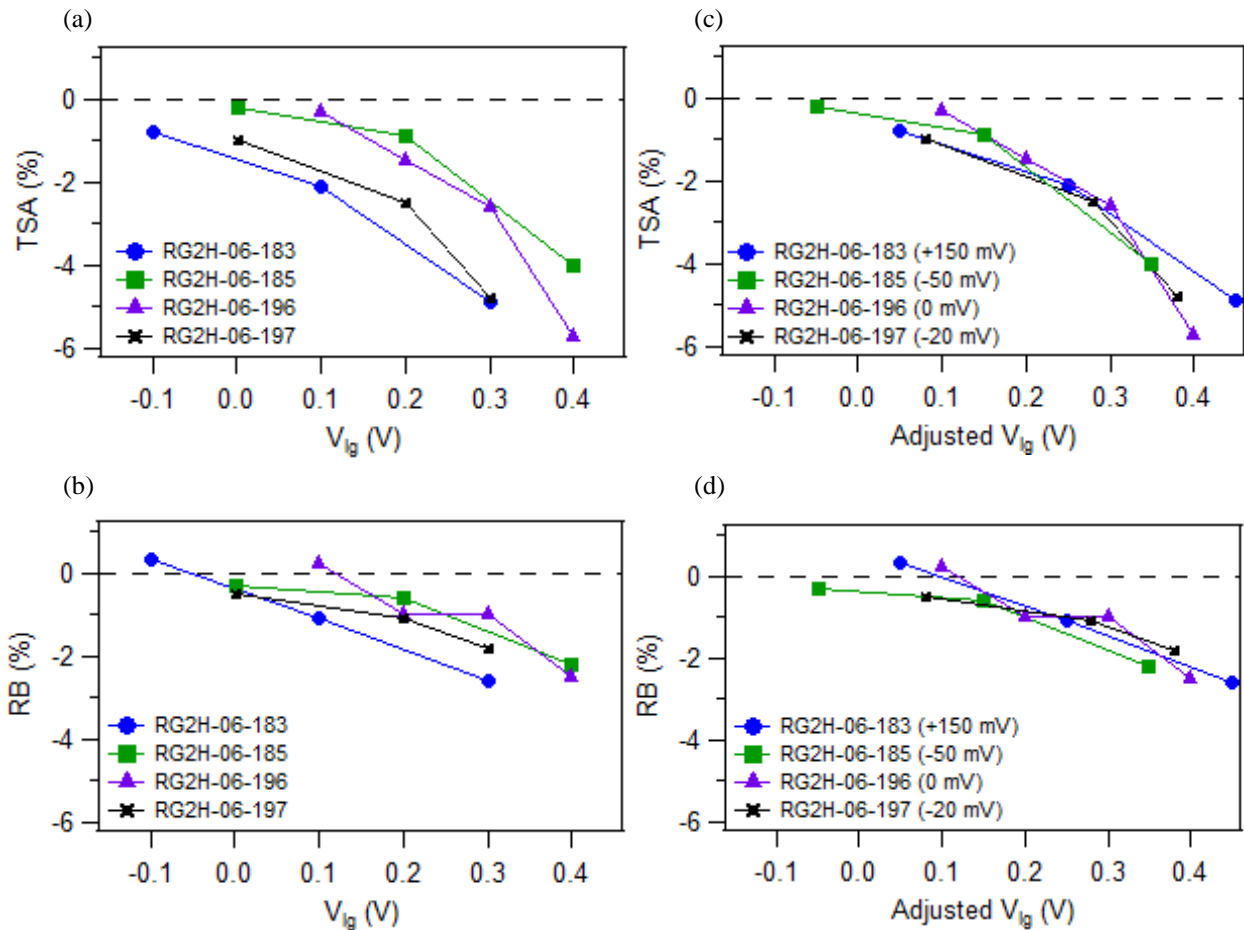 (a)
TSA (%)
0
-2
-4
-6
RG2H-06-183
RG2H-06-185
RG2H-06-196
RG2H-06-197
-0.1 0.0 0.1 0.2 0.3 0.4
Vlg (V)
(c)
TSA (%)
0
-2
-4
-6
RG2H-06-183 (+150 mV)
RG2H-06-185 (-50 mV)
RG2H-06-196 (0 mV)
RG2H-06-197 (-20 mV)
-0.1 0.0 0.1 0.2 0.3 0.4
Adjusted Vlg (V)
(b)
RB (%)
0
-2
-4
-6
RG2H-06-183
RG2H-06-185
RG2H-06-196
RG2H-06-197
-0.1 0.0 0.1 0.2 0.3 0.4
Vlg (V)
(d)
RB (%)
0
-2
-4
-6
RG2H-06-183 (+150 mV)
RG2H-06-185 (-50 mV)
RG2H-06-196 (0 mV)
RG2H-06-197 (-20 mV)
-0.1 0.0 0.1 0.2 0.3 0.4
Adjusted Vlg (V)